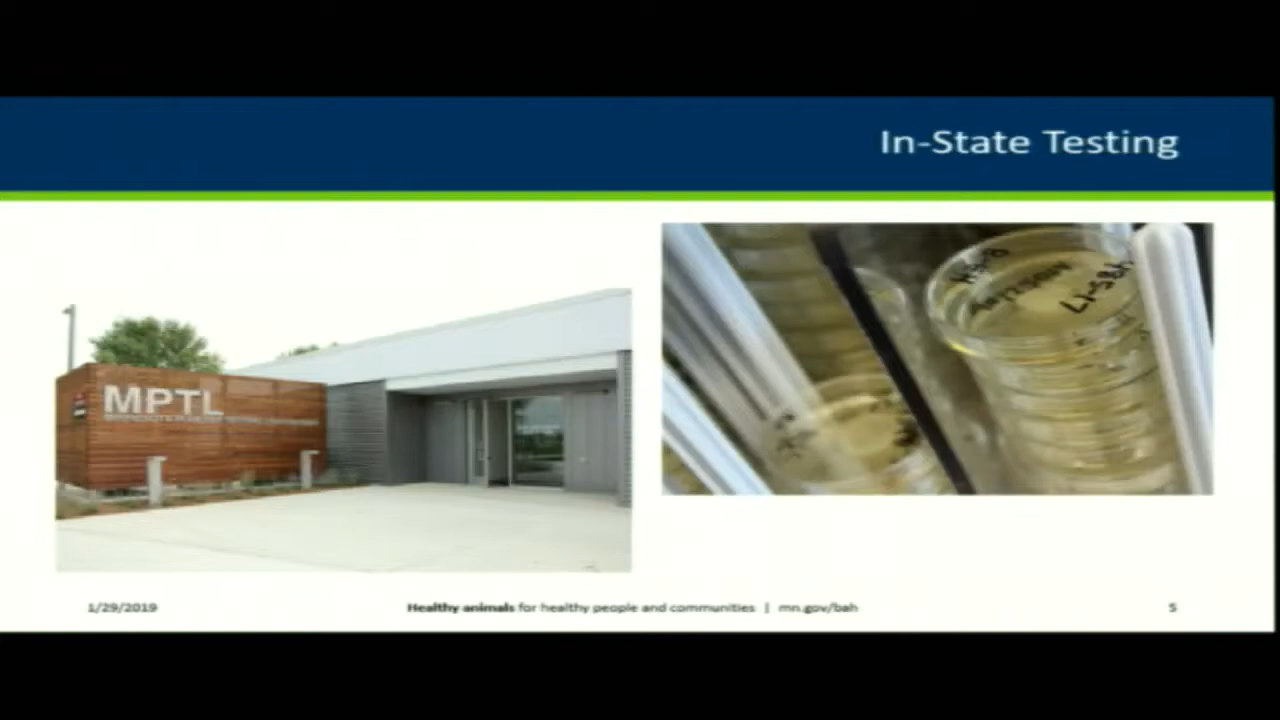 In-State Testing
MPTL
1/29/2019
Healthy animals for healthy people and communities | mn.gov/bah
5